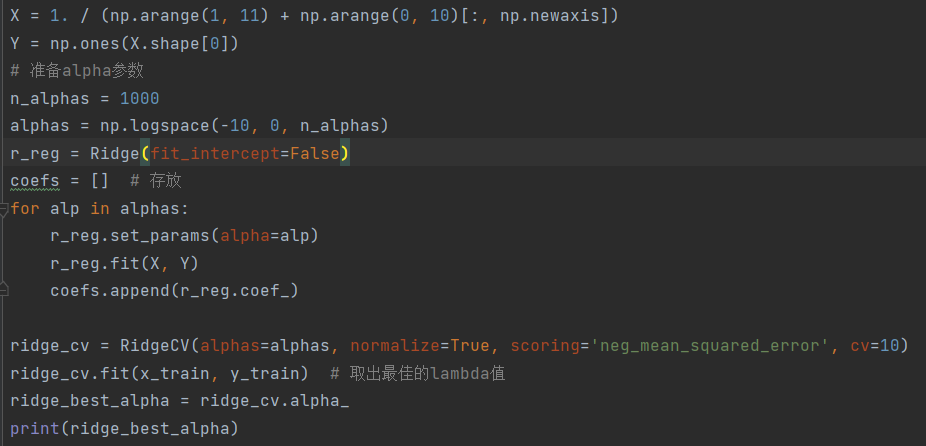 X = 1. / (np.arange(1, 11) + np.arange(0, 10)[:, np.newaxis])
Y = np.ones(X.shape[0])
# 准备alpha参数
n_alphas = 1000
alphas = np.logspace(-10, 0, n_alphas)
r_reg = Ridge(fit_intercept=False)
coefs = []  # 存放
for alp in alphas:
    r_reg.set_params(alpha=alp)
    r_reg.fit(X, Y)
    coefs.append(r_reg.coef_)
ridge_cv = RidgeCV(alphas=alphas, normalize=True, scoring='neg_mean_squared_error', cv=10)
ridge_cv.fit(x_train, y_train)  # 取出最佳的lambda值
ridge_best_alpha = ridge_cv.alpha_
print(ridge_best_alpha)